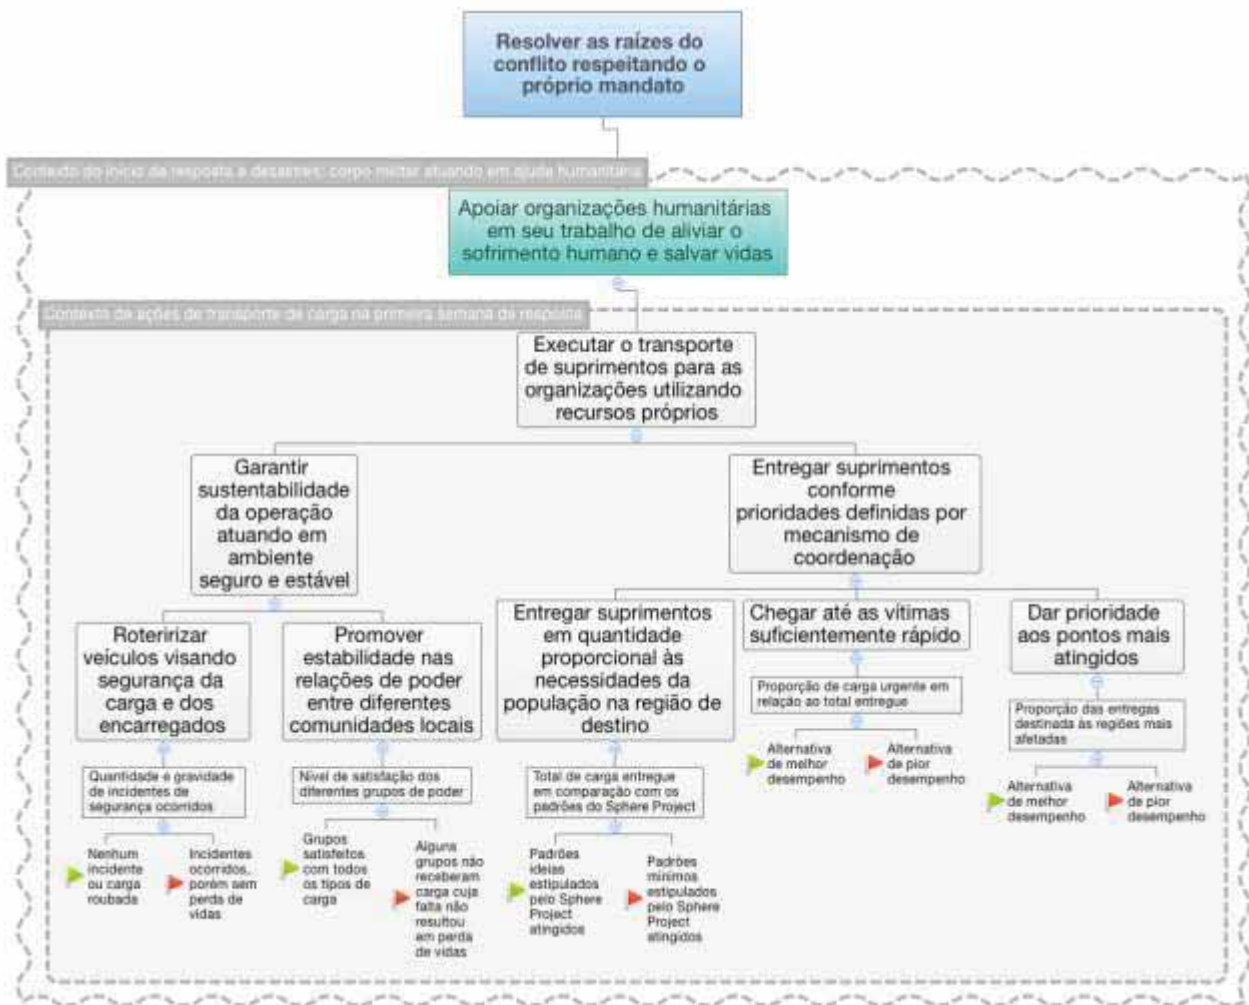 Resolver as raízes do
conflito respeitando o
próprio mandato
Contexto do início da resposta a desastres: corpo militar atuando em ajuda humanitária
Apoiar organizações humanitárias
em seu trabalho de aliviar o
sofrimento humano e salvar vidas
Contexto de ações de transporte de carga na primeira semana da resposta
Executar o transporte
de suprimentos para as
organizações utilizando
recursos próprios
Garantir
sustentabilidade
da operação
atuando em
ambiente
seguro e estável
Entregar suprimentos
conforme
prioridades definidas por
mecanismo de
coordenação
Roteririzar
veículos visando
segurança da
carga e dos
encarregados
Promover
estabilidade nas
relações de poder
entre diferentes
comunidades locais
Entregar suprimentos
em quantidade
proporcional às
necessidades da
população na região de
destino
Chegar até as vítimas
suficientemente rápido
Dar prioridade
aos pontos mais
atingidos
Quantidade e gravidade
de incidentes de
segurança ocorridos
Nível de satisfação dos
diferentes grupos de poder
Total de carga entregue
em comparação com os
padrões do Sphere Project
Proporção de carga urgente em
relação ao total entregue
Proporção das entregas
destinada às regiões mais
afetadas
Nenhum
incidente
ou carga
roubada
Incidentes
ocorridos,
porém sem
perda de
vidas
Grupos
satisfeitos
com todos
os tipos de
carga
Alguns
grupos não
receberam
carga cuja
falta não
resultou
em perda
de vidas
Padrões
ideias
estipulados
pelo Sphere
Project
atingidos
Padrões
mínimos
estipulados
pelo Sphere
Project
atingidos
Alternativa
de melhor
desempenho
Alternativa
de pior
desempenho
Alternativa
de melhor
desempenho
Alternativa
de pior
desempenho